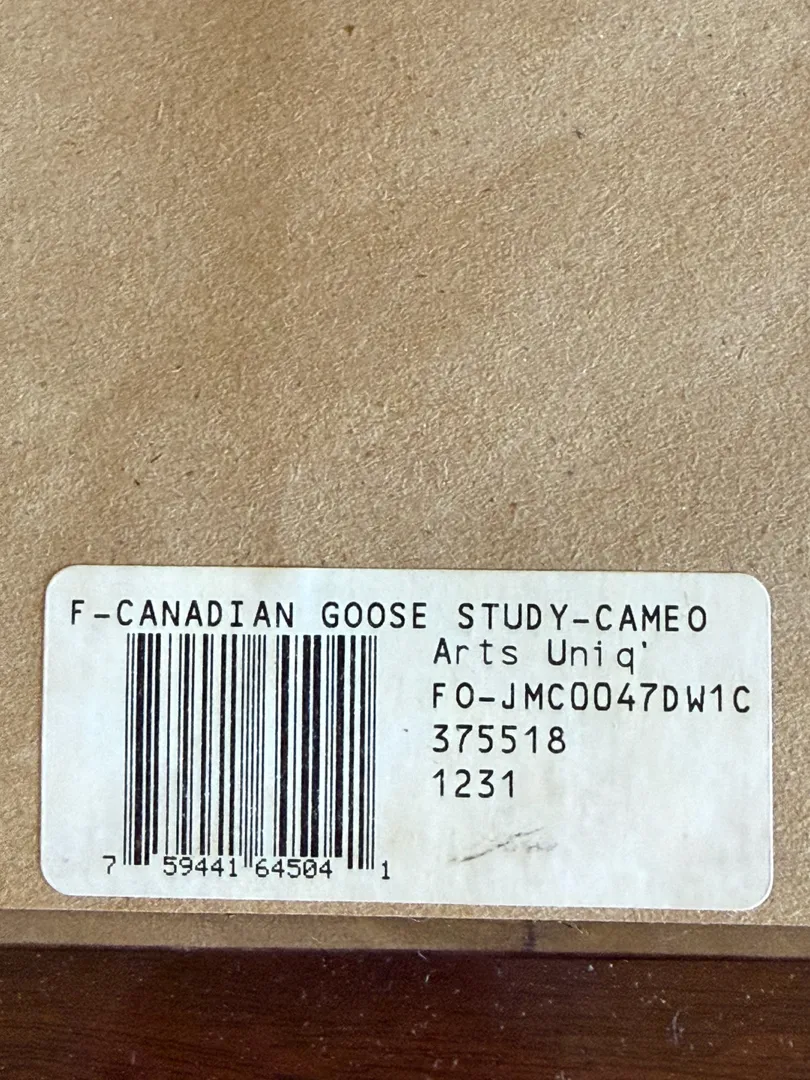 F-CANADIAN GOOSE STUDY-CAMEO
Arts Uniq'
FO-JMC0047DW1C
375518
1231
7 59441 64504 1